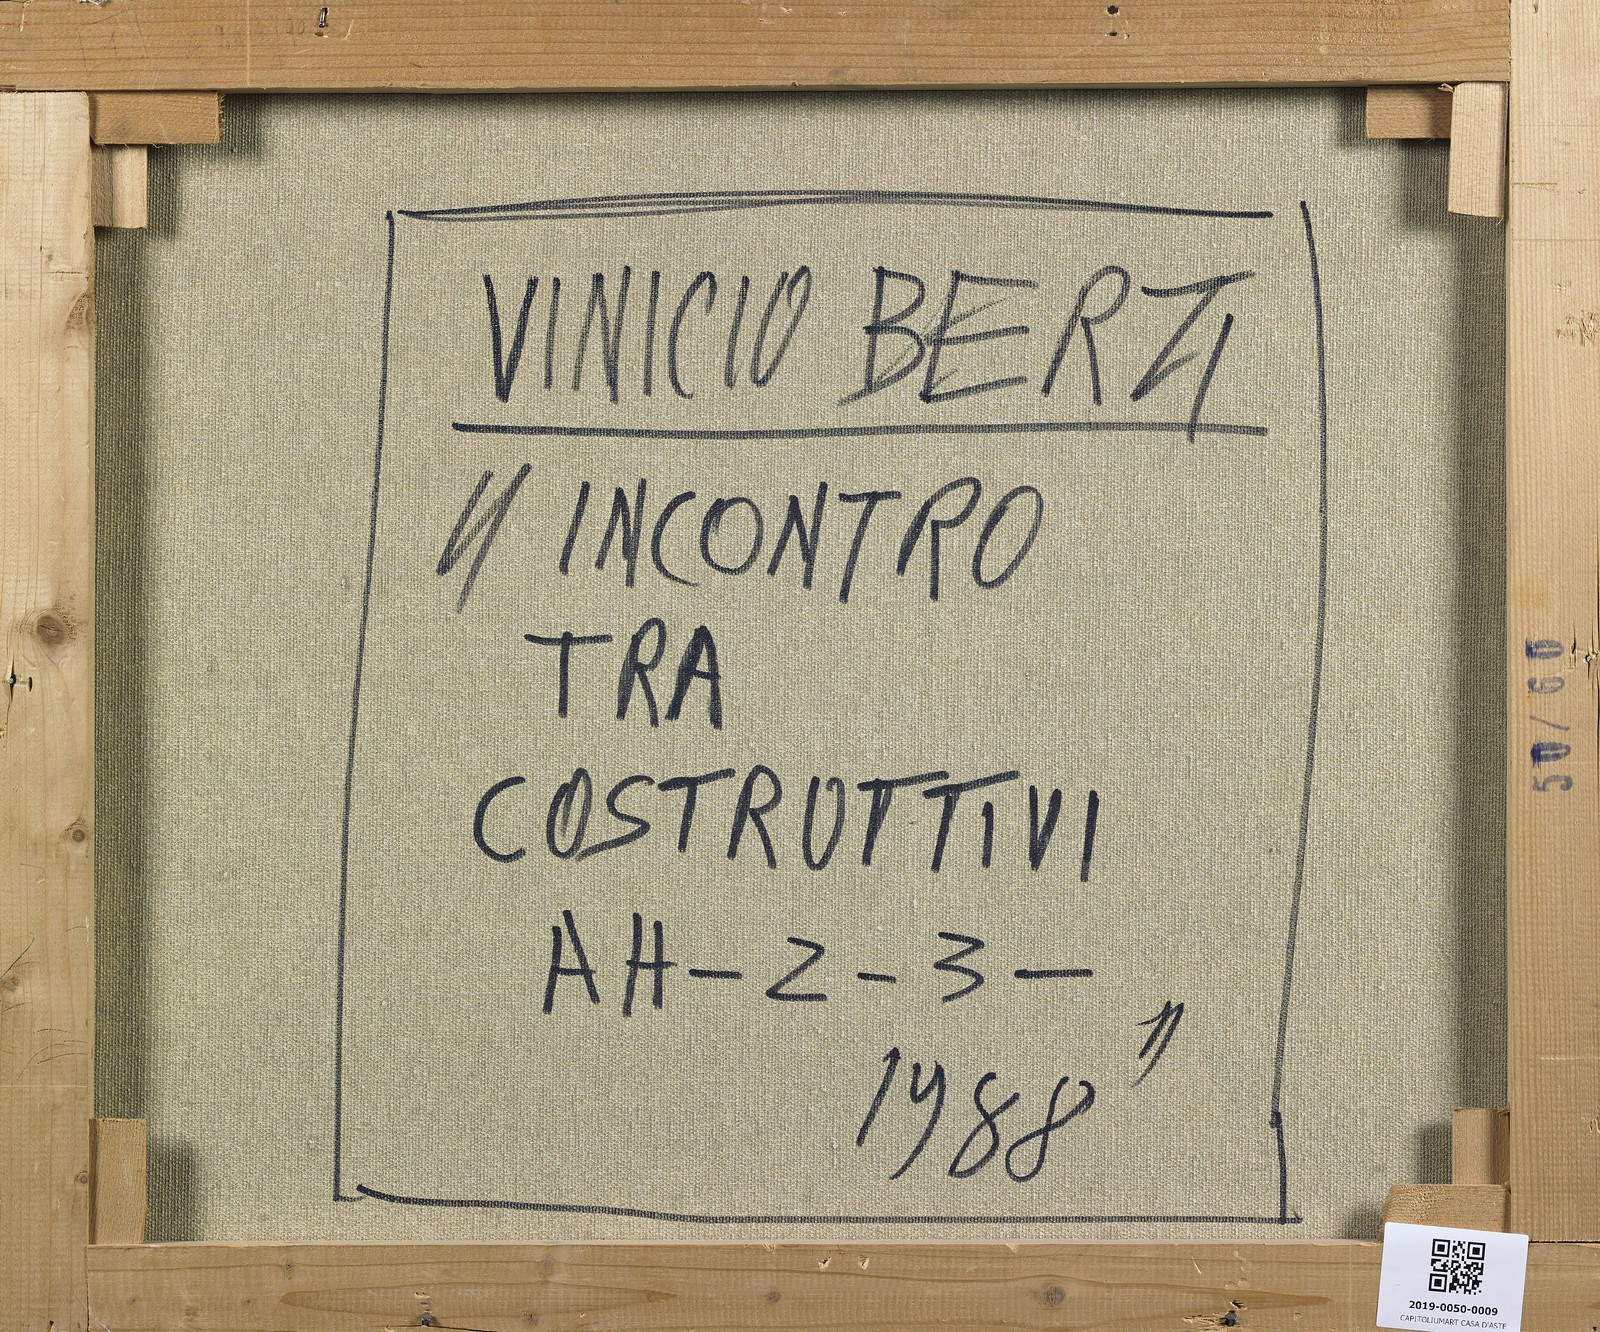 VINICIO BERTI
" INCONTRO
TRA
COSTRUTTIVI
AH-2-3-
"
1988
50/60
2019-0050-0009
CAPITOLIUMART CASA D'ASTE